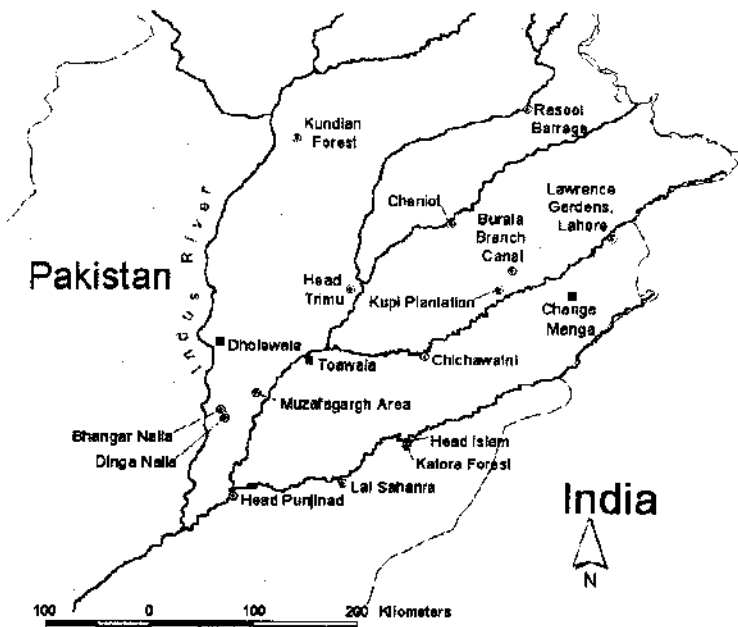 Kundian
Forest
Rasool
Barrage
Chaniot
Lawrence
Gardens,
Lahore
Burala
Branch
Canal
Indus River
Pakistan
Head
Trimu
Kupi Plantation
Changa
Manga
Dholewala
Toawala
Chichawatni
Muzafagargh Area
Bhangar Nalla
Dinga Nalla
Head Islam
Katora Forest
Lal Sahanra
Head Punjinad
India
N
100 0 100 200 Kilometers